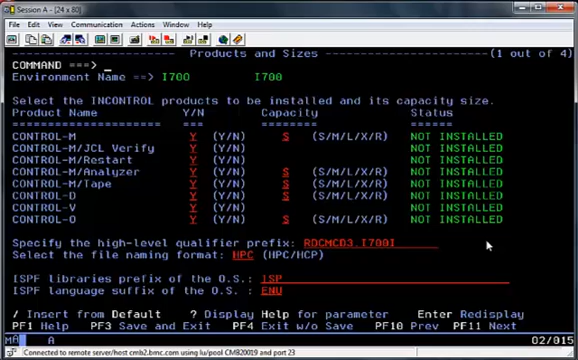 Session A - [24 x 80]
File Edit View Communication Actions Window Help
Products and Sizes (1 out of 4)
COMMAND ===> _
Environment Name ==> I700 I700
Select the INCONTROL products to be installed and its capacity size.
Product Name Y/N Capacity Status
============ ===== ======== ======
CONTROL-M Y (Y/N) S (S/M/L/X/R) NOT INSTALLED
CONTROL-M/JCL Verify Y (Y/N) NOT INSTALLED
CONTROL-M/Restart Y (Y/N) NOT INSTALLED
CONTROL-M/Analyzer Y (Y/N) S (S/M/L/X/R) NOT INSTALLED
CONTROL-M/Tape Y (Y/N) S (S/M/L/X/R) NOT INSTALLED
CONTROL-D Y (Y/N) S (S/M/L/X/R) NOT INSTALLED
CONTROL-V Y (Y/N) S (S/M/L/X/R) NOT INSTALLED
CONTROL-O Y (Y/N) S (S/M/L/X/R) NOT INSTALLED
Specify the high-level qualifier prefix: RDCMCD3.I700I
Select the file naming format: HPC (HPC/HCP)
ISPF libraries prefix of the O.S.: ISP
ISPF language suffix of the O.S. : ENU
/ Insert from Default ? Display Help for parameter Enter Redisplay
PF1 Help PF3 Save and Exit PF4 Exit w/o Save PF10 Prev PF11 Next
MA A 02/015
Connected to remote server/host cmb2.bmc.com using lu/pool CMB20019 and port 23